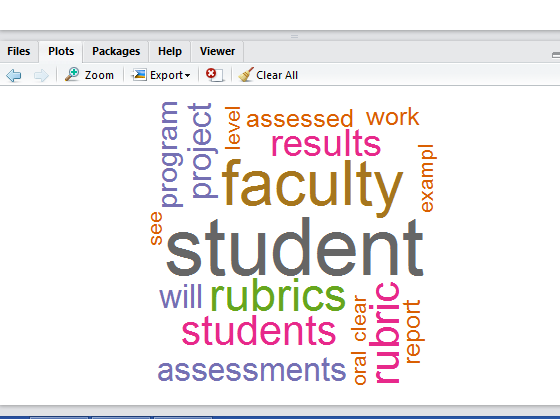 Files Plots Packages Help Viewer
Zoom Export Clear All
program
project
level
assessed
work
results
faculty
exampl
see
student
will
rubrics
students
assessments
oral
clear
rubric
report